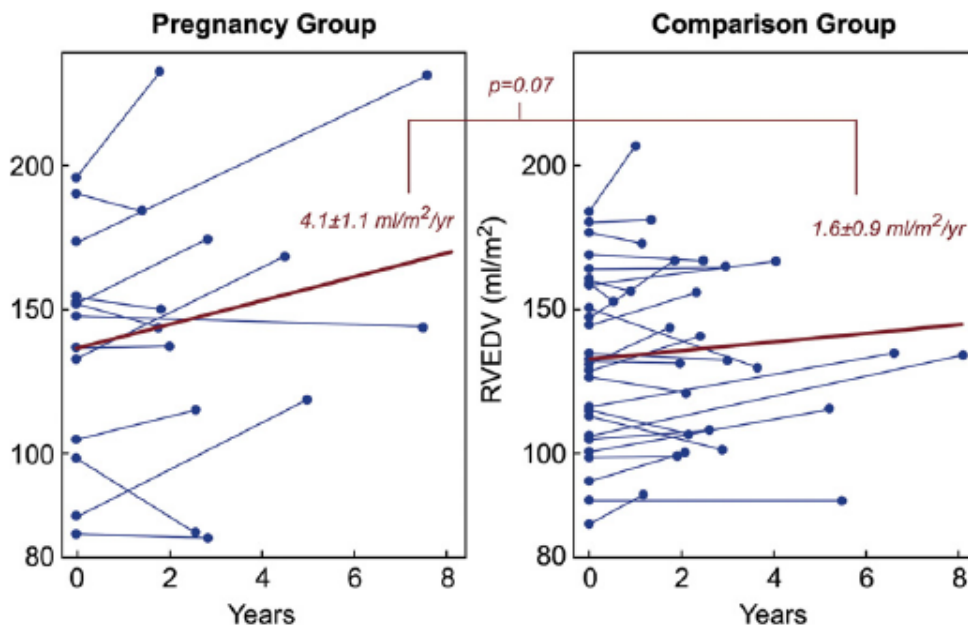 Pregnancy Group
Comparison Group
p=0.07
4.1±1.1 ml/m²/yr
1.6±0.9 ml/m²/yr
RVEDV (ml/m²)
200
150
100
80
0 2 4 6 8
Years
200
150
100
80
0 2 4 6 8
Years